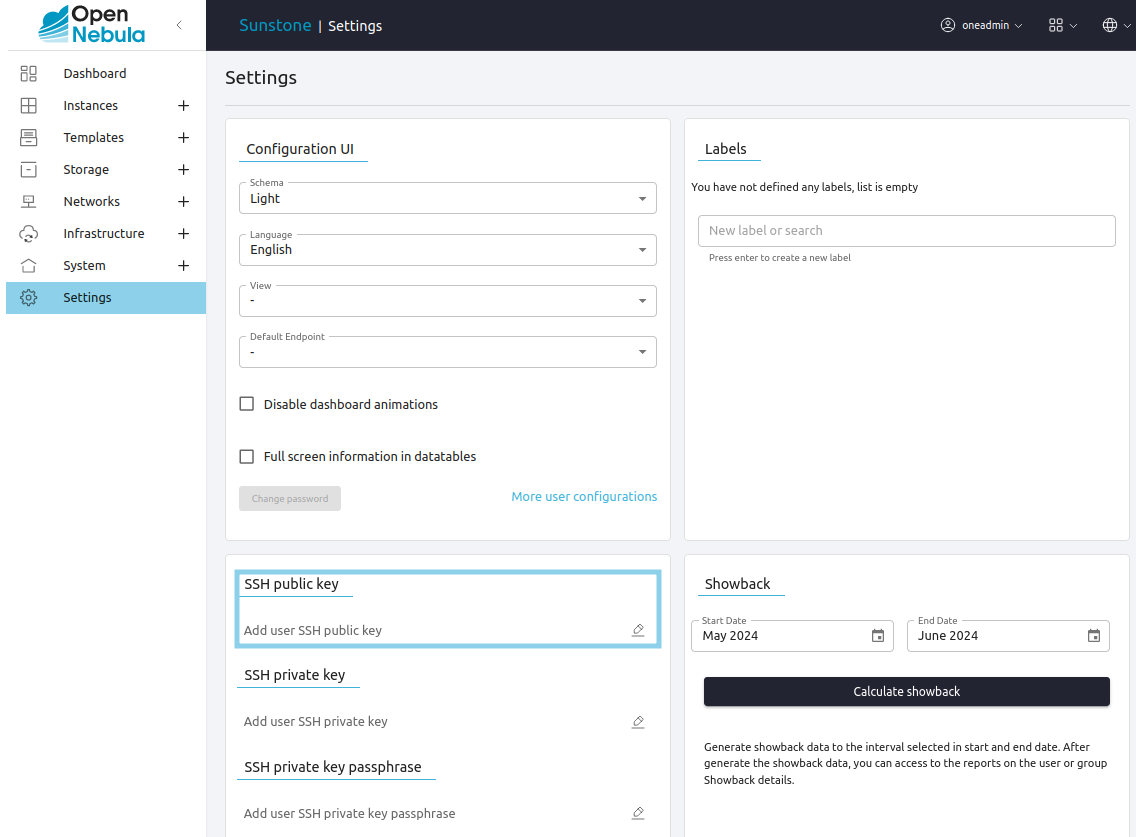 Open
Nebula
Sunstone | Settings
oneadmin
Dashboard
Instances
Templates
Storage
Networks
Infrastructure
System
Settings
Settings
Configuration UI
Schema
Light
Language
English
View
-
Default Endpoint
-
Disable dashboard animations
Full screen information in datatables
Change password
More user configurations
Labels
You have not defined any labels, list is empty
New label or search
Press enter to create a new label
SSH public key
Add user SSH public key
SSH private key
Add user SSH private key
SSH private key passphrase
Add user SSH private key passphrase
Showback
Start Date
May 2024
End Date
June 2024
Calculate showback
Generate showback data to the interval selected in start and end date. After
generate the showback data, you can access to the reports on the user or group
Showback details.